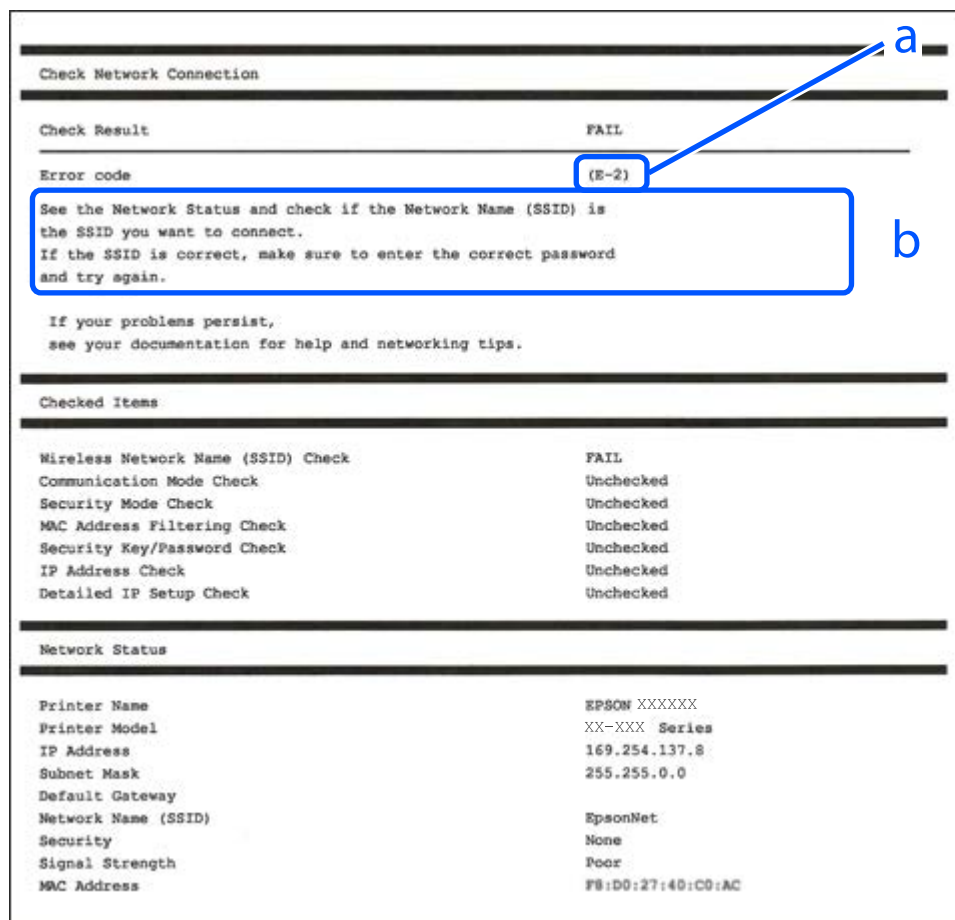 a
Check Network Connection
Check Result FAIL
Error code (E-2)
See the Network Status and check if the Network Name (SSID) is
the SSID you want to connect.
If the SSID is correct, make sure to enter the correct password
and try again.
b
If your problems persist,
see your documentation for help and networking tips.
Checked Items
Wireless Network Name (SSID) Check FAIL
Communication Mode Check Unchecked
Security Mode Check Unchecked
MAC Address Filtering Check Unchecked
Security Key/Password Check Unchecked
IP Address Check Unchecked
Detailed IP Setup Check Unchecked
Network Status
Printer Name EPSON XXXXXX
Printer Model XX-XXX Series
IP Address 169.254.137.8
Subnet Mask 255.255.0.0
Default Gateway
Network Name (SSID) EpsonNet
Security None
Signal Strength Poor
MAC Address F8:D0:27:40:C0:AC